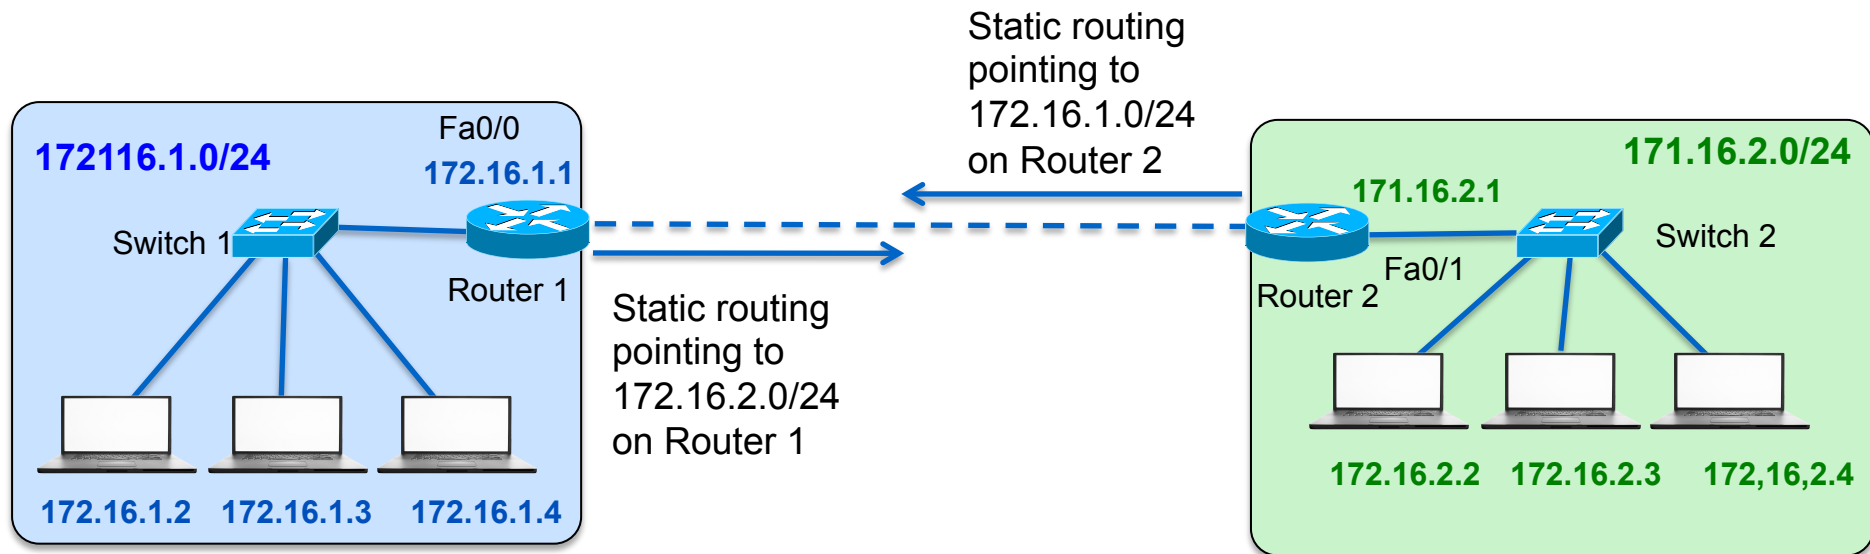 Static routing
pointing to
172.16.1.0/24
on Router 2
172116.1.0/24
Fa0/0
172.16.1.1
Switch 1
Router 1
Static routing
pointing to
172.16.2.0/24
on Router 1
172.16.1.2
172.16.1.3
172.16.1.4
171.16.2.0/24
171.16.2.1
Switch 2
Fa0/1
Router 2
172.16.2.2
172.16.2.3
172,16,2.4